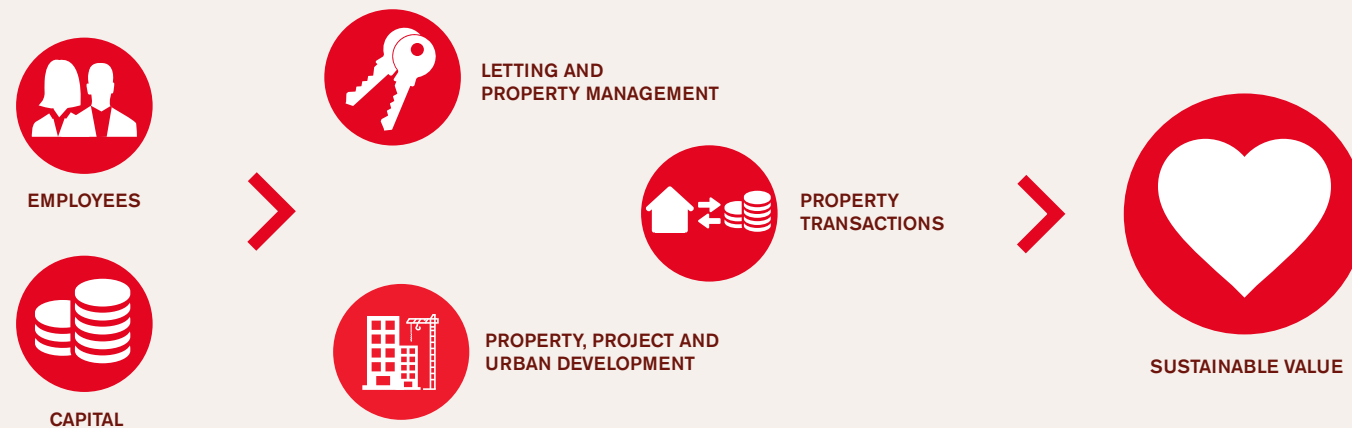 EMPLOYEES
CAPITAL
LETTING AND
PROPERTY MANAGEMENT
PROPERTY
TRANSACTIONS
PROPERTY, PROJECT AND
URBAN DEVELOPMENT
SUSTAINABLE VALUE